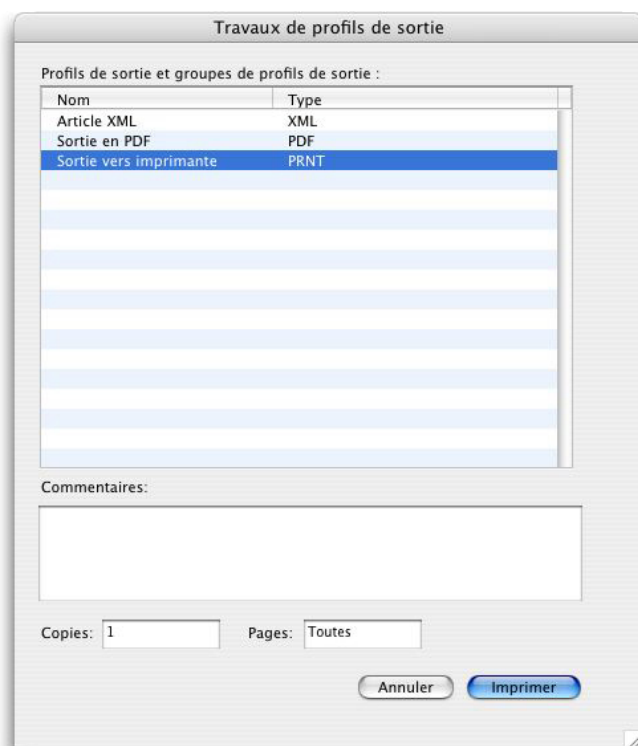 Travaux de profils de sortie
Profils de sortie et groupes de profils de sortie :
Nom Type
Article XML XML
Sortie en PDF PDF
Sortie vers imprimante PRNT
Commentaires:
Copies: 1 Pages: Toutes
Annuler Imprimer